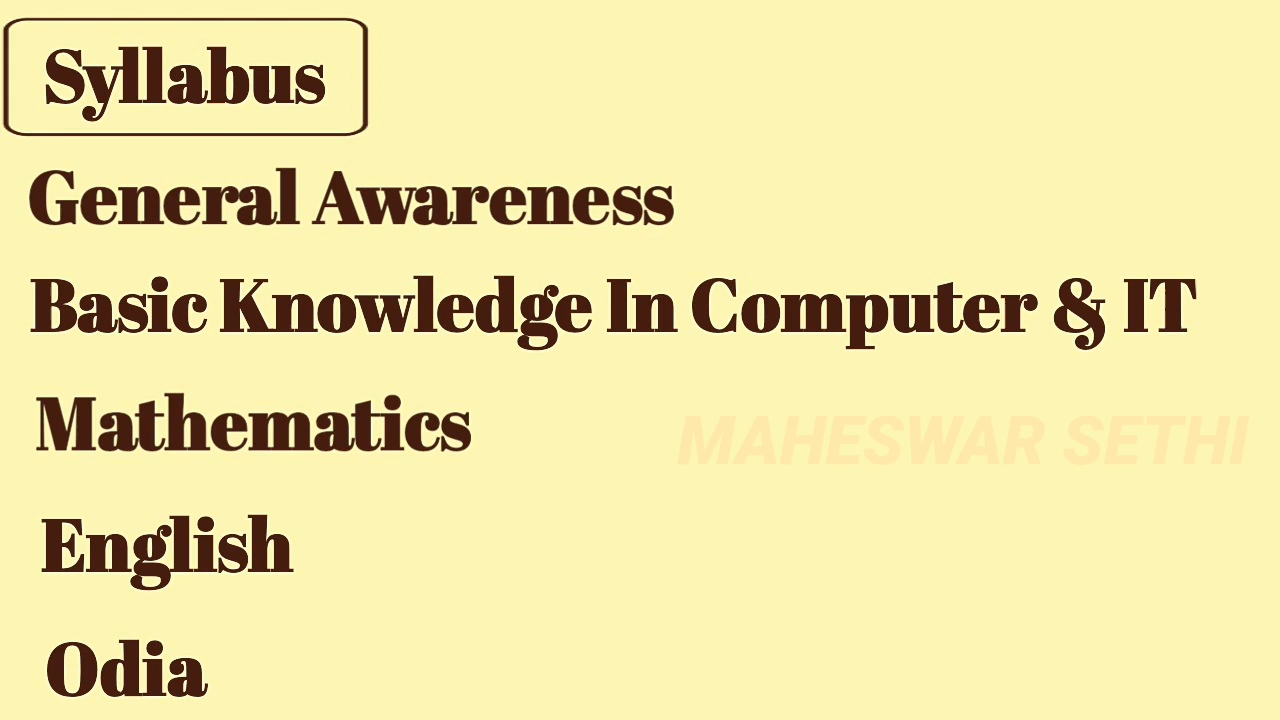 Syllabus
General Awareness
Basic Knowledge In Computer & IT
Mathematics
MAHESWAR SETHI
English
Odia